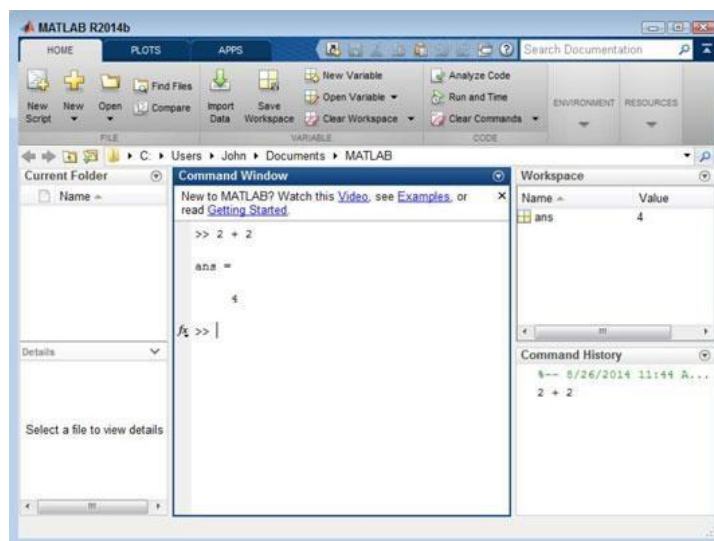 MATLAB R2014b
HOME PLOTS APPS Search Documentation
New Script New Open Find Files Compare Import Data Save Workspace New Variable Open Variable Clear Workspace Analyze Code Run and Time Clear Commands ENVIRONMENT RESOURCES
FILE VARIABLE CODE
C: Users John Documents MATLAB
Current Folder
Name
Details
Select a file to view details
Command Window
New to MATLAB? Watch this Video, see Examples, or
read Getting Started.
>> 2 + 2
ans =
4
fx >>
Workspace
Name Value
ans 4
Command History
%-- 8/26/2014 11:44 A...
2 + 2